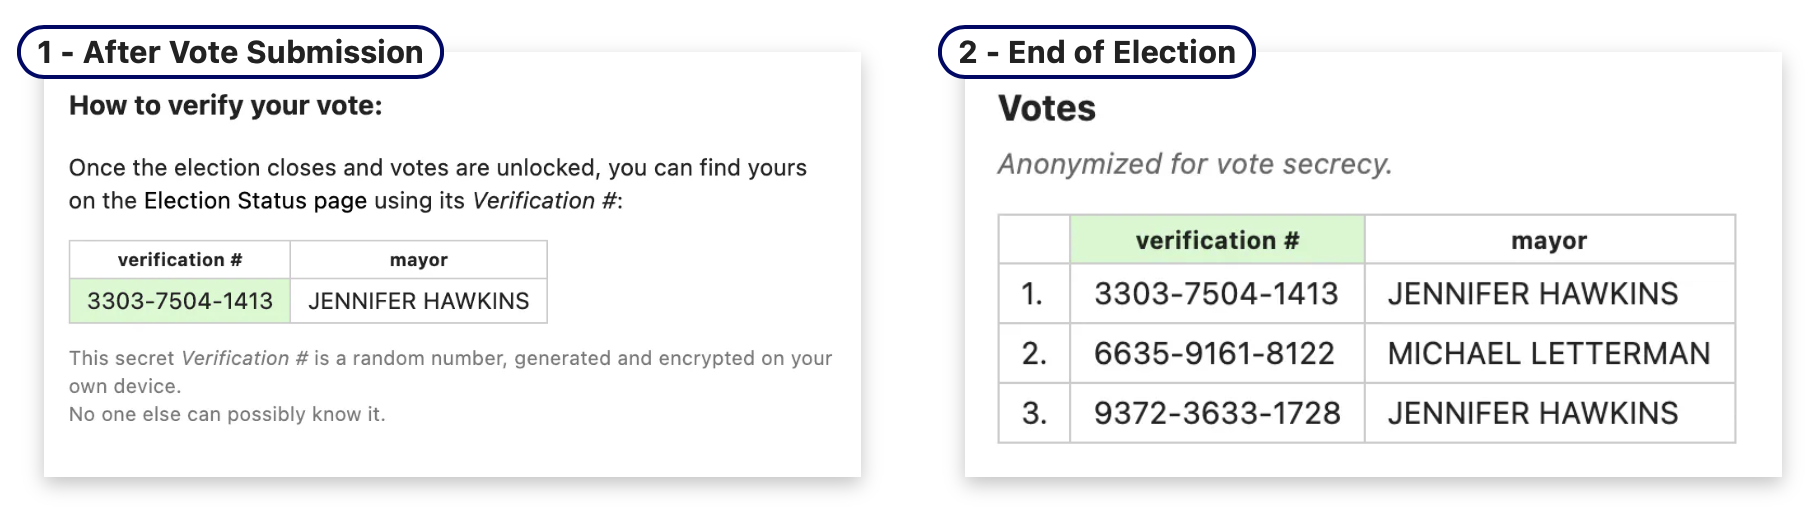 1 - After Vote Submission
How to verify your vote:
Once the election closes and votes are unlocked, you can find yours
on the Election Status page using its Verification #:
verification # mayor
3303-7504-1413 JENNIFER HAWKINS
This secret Verification # is a random number, generated and encrypted on your
own device.
No one else can possibly know it.
2 - End of Election
Votes
Anonymized for vote secrecy.
verification # mayor
1. 3303-7504-1413 JENNIFER HAWKINS
2. 6635-9161-8122 MICHAEL LETTERMAN
3. 9372-3633-1728 JENNIFER HAWKINS